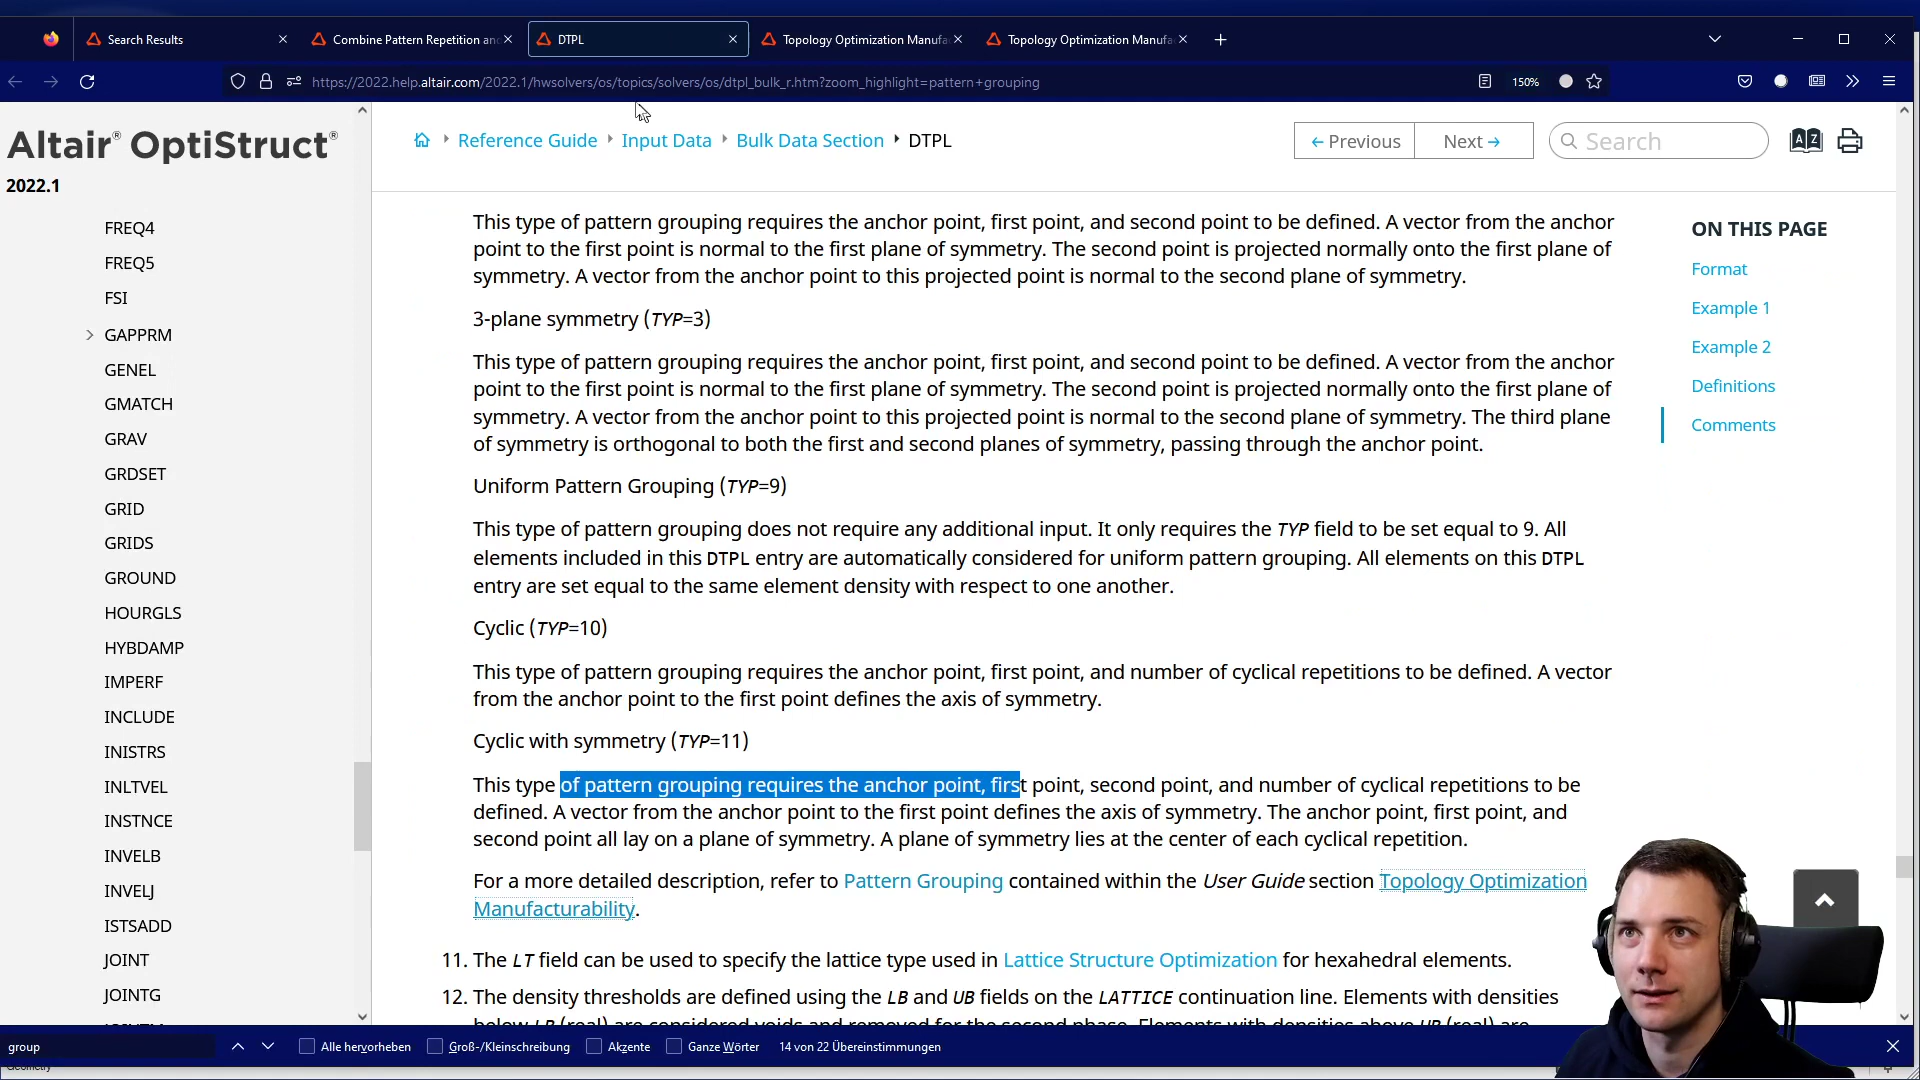 Search Results
Combine Pattern Repetition an
DTPL
Topology Optimization Manufa
Topology Optimization Manufa
https://2022.help.altair.com/2022.1/hwsolvers/os/topics/solvers/os/dtpl_bulk_r.htm?zoom_highlight=pattern+grouping
150%
Altair® OptiStruct®
2022.1
Reference Guide
Input Data
Bulk Data Section
DTPL
← Previous
Next →
Search
A Z
FREQ4
FREQ5
FSI
GAPPRM
GENEL
GMATCH
GRAV
GRDSET
GRID
GRIDS
GROUND
HOURGLS
HYBDAMP
IMPERF
INCLUDE
INISTRS
INLTVEL
INSTNCE
INVELB
INVELJ
ISTSADD
JOINT
JOINTG
This type of pattern grouping requires the anchor point, first point, and second point to be defined. A vector from the anchor
point to the first point is normal to the first plane of symmetry. The second point is projected normally onto the first plane of
symmetry. A vector from the anchor point to this projected point is normal to the second plane of symmetry.
3-plane symmetry (TYP=3)
This type of pattern grouping requires the anchor point, first point, and second point to be defined. A vector from the anchor
point to the first point is normal to the first plane of symmetry. The second point is projected normally onto the first plane of
symmetry. A vector from the anchor point to this projected point is normal to the second plane of symmetry. The third plane
of symmetry is orthogonal to both the first and second planes of symmetry, passing through the anchor point.
Uniform Pattern Grouping (TYP=9)
This type of pattern grouping does not require any additional input. It only requires the TYP field to be set equal to 9. All
elements included in this DTPL entry are automatically considered for uniform pattern grouping. All elements on this DTPL
entry are set equal to the same element density with respect to one another.
Cyclic (TYP=10)
This type of pattern grouping requires the anchor point, first point, and number of cyclical repetitions to be defined. A vector
from the anchor point to the first point defines the axis of symmetry.
Cyclic with symmetry (TYP=11)
This type of pattern grouping requires the anchor point, first point, second point, and number of cyclical repetitions to be
defined. A vector from the anchor point to the first point defines the axis of symmetry. The anchor point, first point, and
second point all lay on a plane of symmetry. A plane of symmetry lies at the center of each cyclical repetition.
For a more detailed description, refer to Pattern Grouping contained within the User Guide section Topology Optimization
Manufacturability.
11. The LT field can be used to specify the lattice type used in Lattice Structure Optimization for hexahedral elements.
12. The density thresholds are defined using the LB and UB fields on the LATTICE continuation line. Elements with densities
below LB (real) are considered voids and removed for the second phase. Elements with densities above UB (real) are
ON THIS PAGE
Format
Example 1
Example 2
Definitions
Comments
group
Alle hervorheben
Groß-/Kleinschreibung
Akzente
Ganze Wörter
14 von 22 Übereinstimmungen